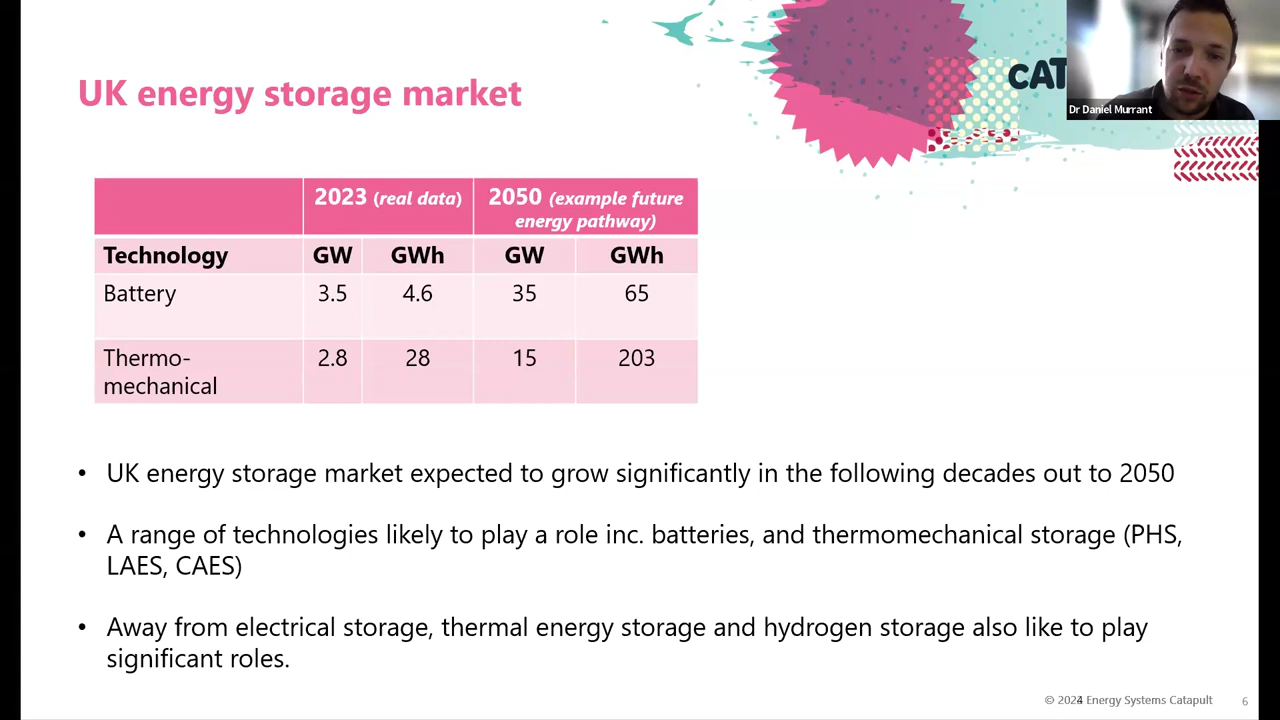 UK energy storage market
CAT
Dr Daniel Murrant
2023 (real data) 2050 (example future
energy pathway)
Technology GW GWh GW GWh
Battery 3.5 4.6 35 65
Thermo- 2.8 28 15 203
mechanical
• UK energy storage market expected to grow significantly in the following decades out to 2050
• A range of technologies likely to play a role inc. batteries, and thermomechanical storage (PHS,
LAES, CAES)
• Away from electrical storage, thermal energy storage and hydrogen storage also like to play
significant roles.
© Energy Systems Catapult 6